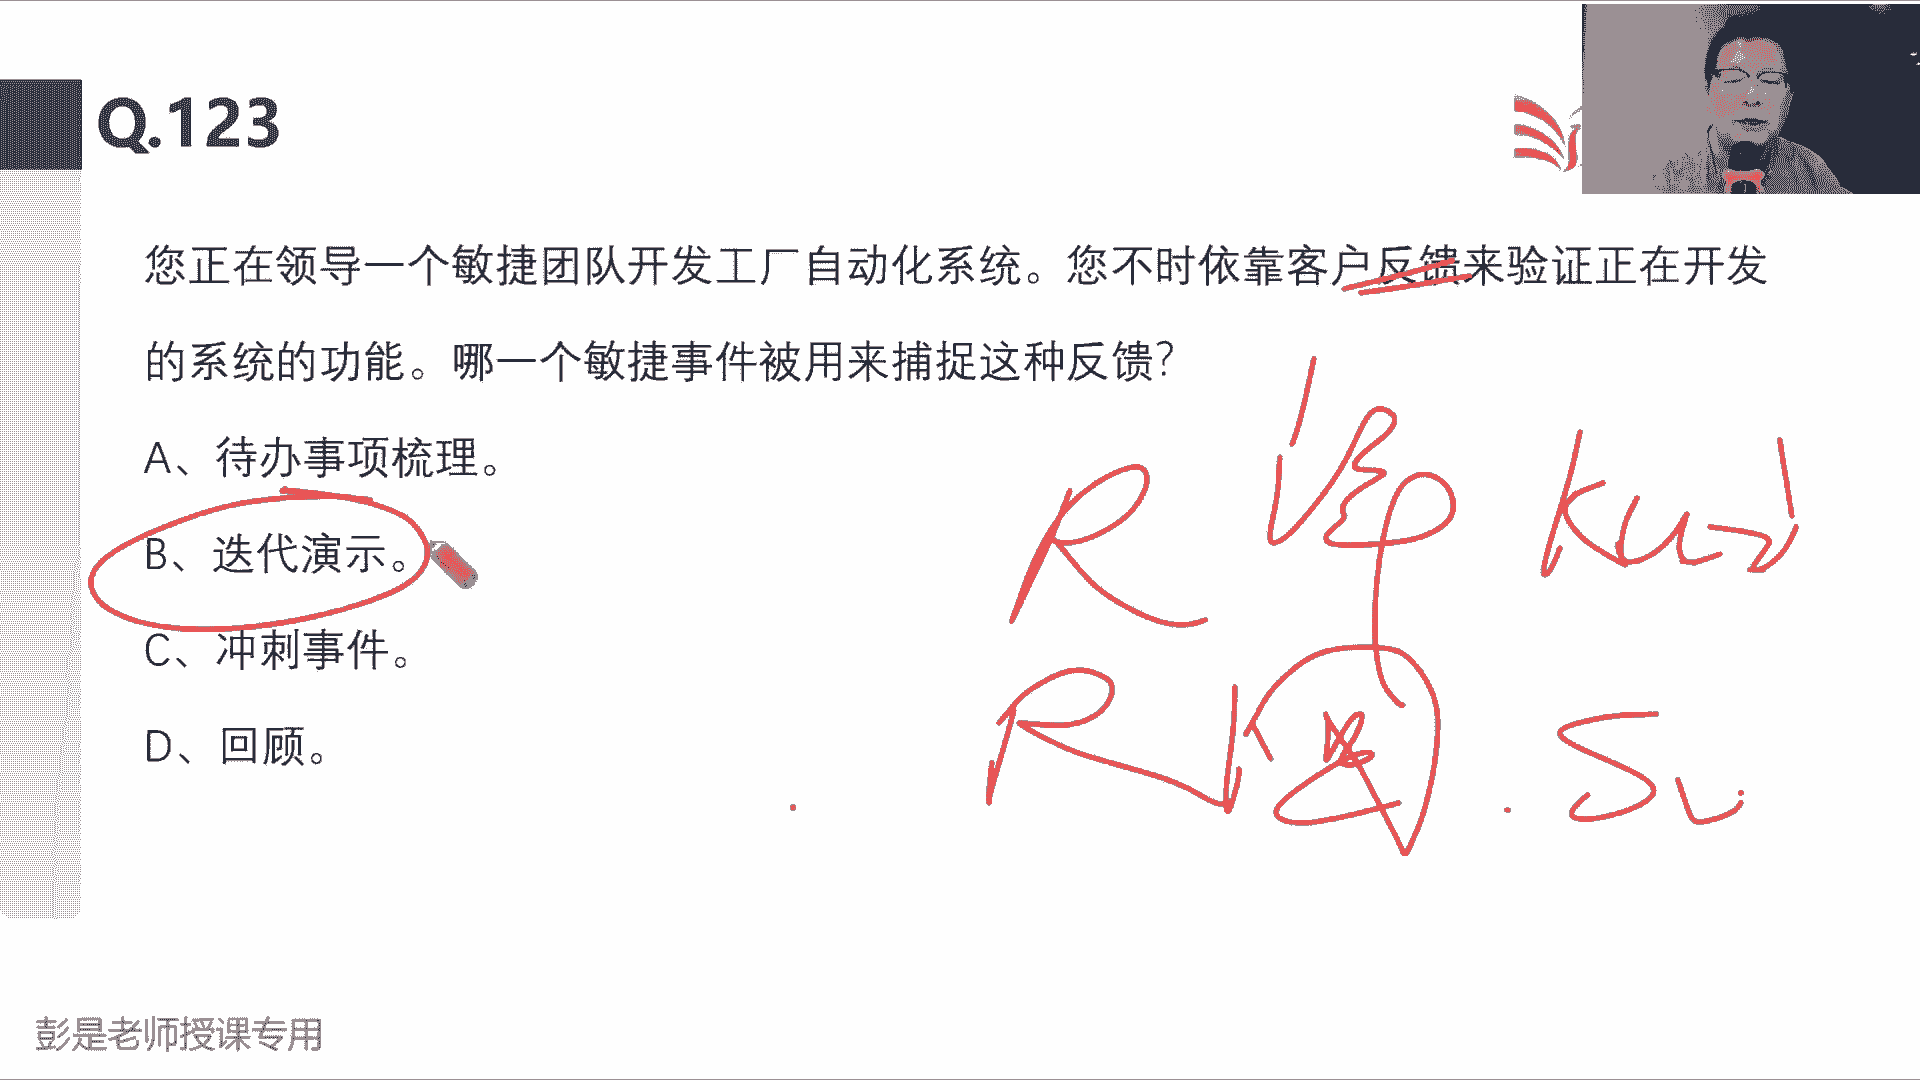 Q.123
您正在领导一个敏捷团队开发工厂自动化系统。您不时依靠客户反馈来验证正在开发
的系统的功能。哪一个敏捷事件被用来捕捉这种反馈？
A、待办事项梳理。
B、迭代演示。
C、冲刺事件。
D、回顾。
彭是老师授课专用